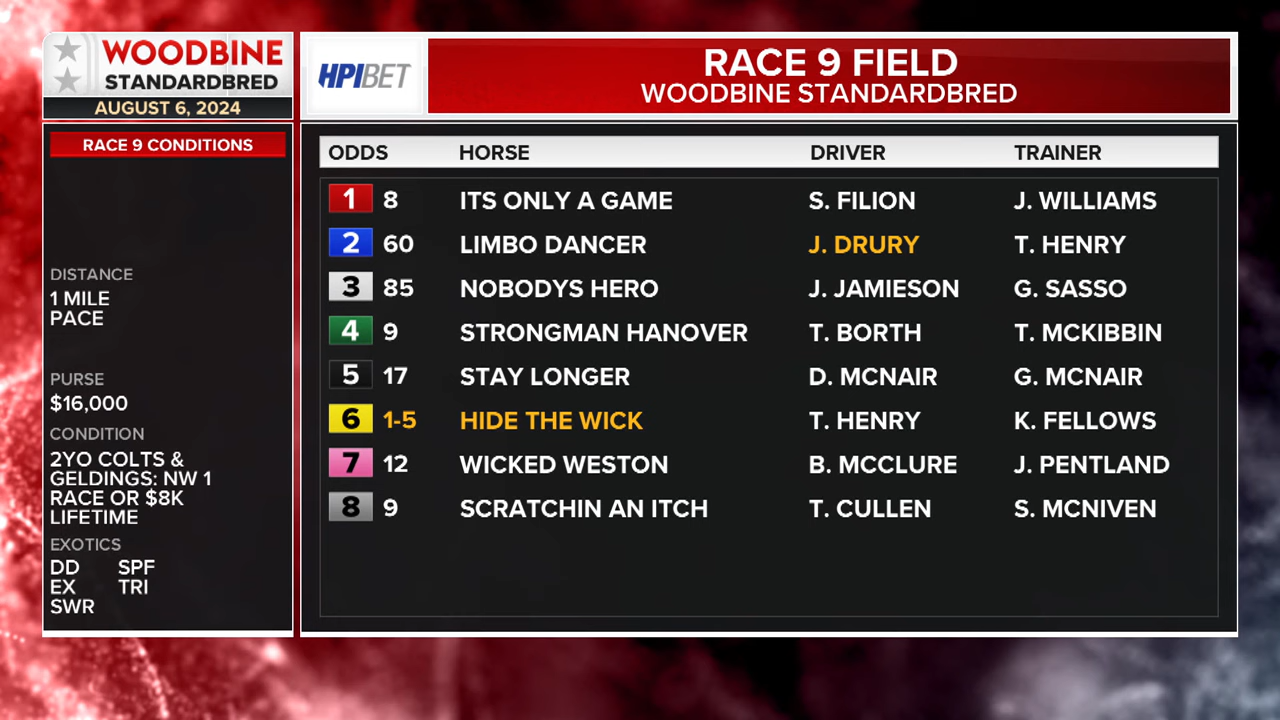 WOODBINE
STANDARDBRED
AUGUST 6, 2024
HPIBET
RACE 9 FIELD
WOODBINE STANDARDBRED
RACE 9 CONDITIONS
DISTANCE
1 MILE
PACE
PURSE
$16,000
CONDITION
2YO COLTS &
GELDINGS: NW 1
RACE OR $8K
LIFETIME
EXOTICS
DD SPF
EX TRI
SWR
ODDS HORSE DRIVER TRAINER
1 8 ITS ONLY A GAME S. FILION J. WILLIAMS
2 60 LIMBO DANCER J. DRURY T. HENRY
3 85 NOBODYS HERO J. JAMIESON G. SASSO
4 9 STRONGMAN HANOVER T. BORTH T. MCKIBBIN
5 17 STAY LONGER D. MCNAIR G. MCNAIR
6 1-5 HIDE THE WICK T. HENRY K. FELLOWS
7 12 WICKED WESTON B. MCCLURE J. PENTLAND
8 9 SCRATCHIN AN ITCH T. CULLEN S. MCNIVEN